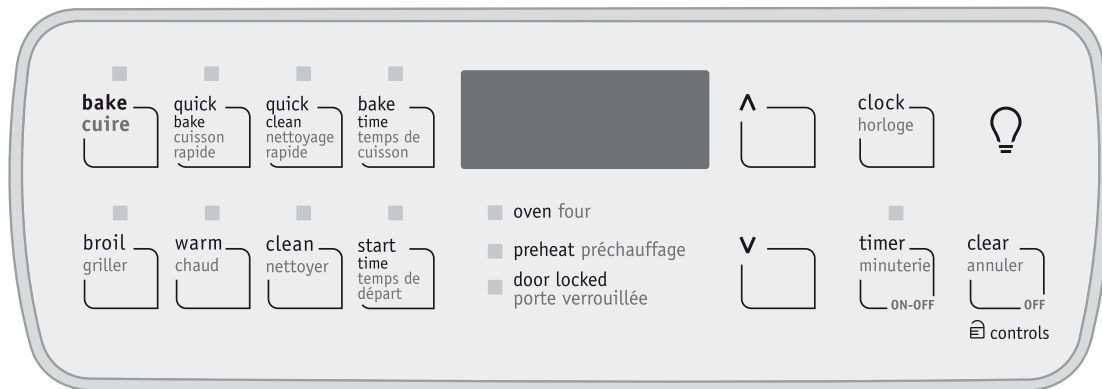 bake
cuire
quick
bake
cuisson
rapide
quick
clean
nettoyage
rapide
bake
time
temps de
cuisson
clock
horloge
broil
griller
warm
chaud
clean
nettoyer
start
time
temps de
départ
oven four
preheat préchauffage
door locked
porte verrouillée
timer
minuterie
ON-OFF
clear
annuler
OFF
controls